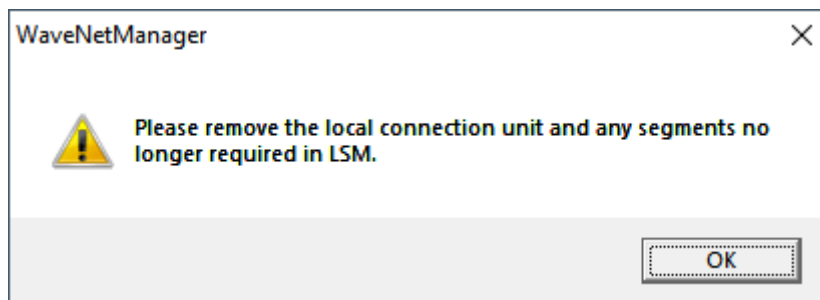 WaveNetManager
Please remove the local connection unit and any segments no
longer required in LSM.
OK